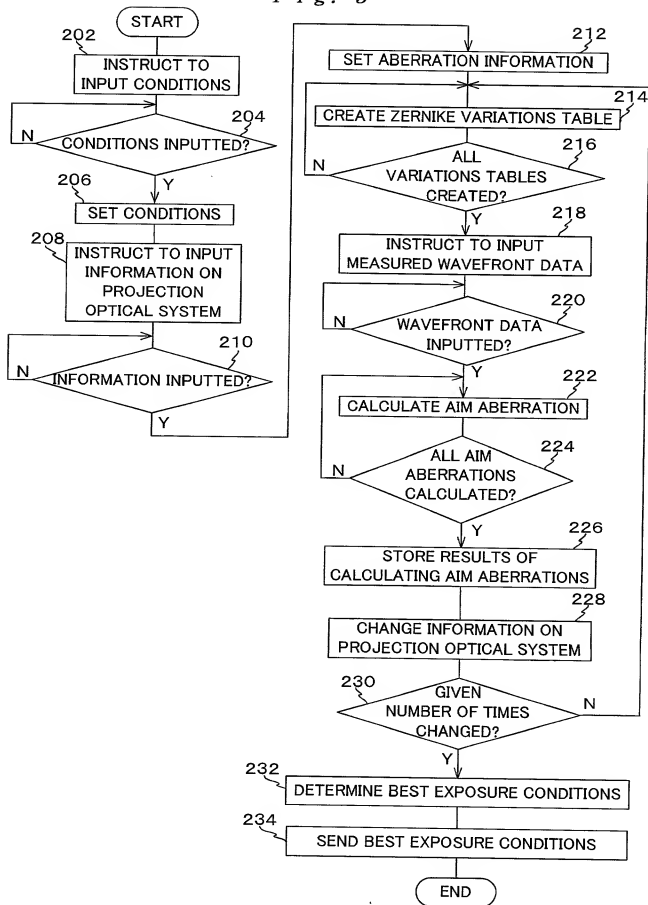 START
202
INSTRUCT TO
INPUT CONDITIONS
204
N
CONDITIONS INPUTTED?
Y
206
SET CONDITIONS
208
INSTRUCT TO INPUT
INFORMATION ON
PROJECTION
OPTICAL SYSTEM
210
N
INFORMATION INPUTTED?
Y
212
SET ABERRATION INFORMATION
214
CREATE ZERNIKE VARIATIONS TABLE
216
N
ALL
VARIATIONS TABLES
CREATED?
Y
218
INSTRUCT TO INPUT
MEASURED WAVEFRONT DATA
220
N
WAVEFRONT DATA
INPUTTED?
Y
222
CALCULATE AIM ABERRATION
224
N
ALL AIM
ABERRATIONS
CALCULATED?
Y
226
STORE RESULTS OF
CALCULATING AIM ABERRATIONS
228
CHANGE INFORMATION ON
PROJECTION OPTICAL SYSTEM
230
GIVEN
NUMBER OF TIMES
CHANGED?
N
Y
232
DETERMINE BEST EXPOSURE CONDITIONS
234
SEND BEST EXPOSURE CONDITIONS
END